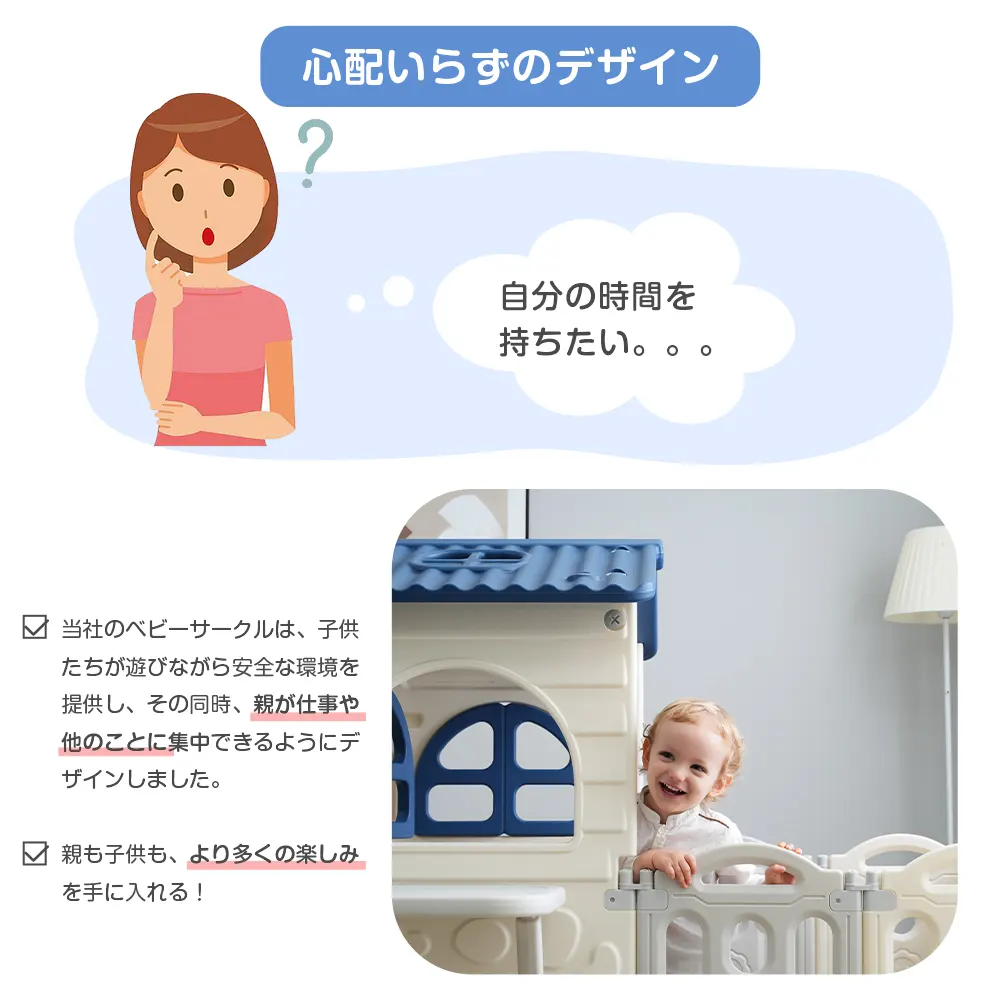 心配いらずのデザイン
?
自分の時間を
持ちたい。。。
当社のベビーサークルは、子供
たちが遊びながら安全な環境を
提供し、その同時、親が仕事や
他のことに集中できるようにデ
ザインしました。
親も子供も、より多くの楽しみ
を手に入れる！